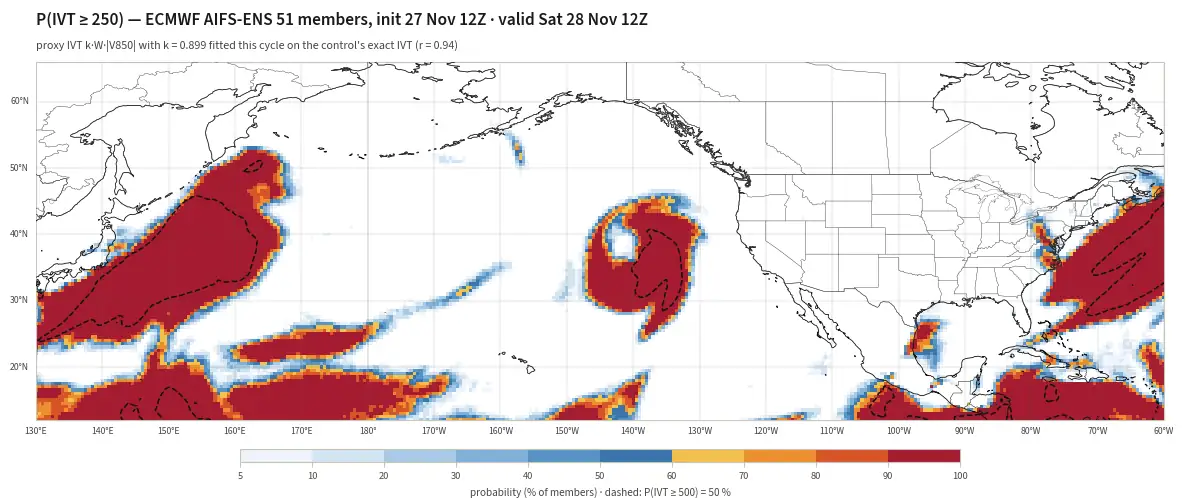 P(IVT ≥ 250) — ECMWF AIFS-ENS 51 members, init 27 Nov 12Z · valid Sat 28 Nov 12Z
proxy IVT k·W·|V850| with k = 0.899 fitted this cycle on the control's exact IVT (r = 0.94)
60°N
50°N
40°N
30°N
20°N
130°E 140°E 150°E 160°E 170°E 180° 170°W 160°W 150°W 140°W 130°W 120°W 110°W 100°W 90°W 80°W 70°W 60°W
5 10 20 30 40 50 60 70 80 90 100
probability (% of members) · dashed: P(IVT ≥ 500) = 50 %